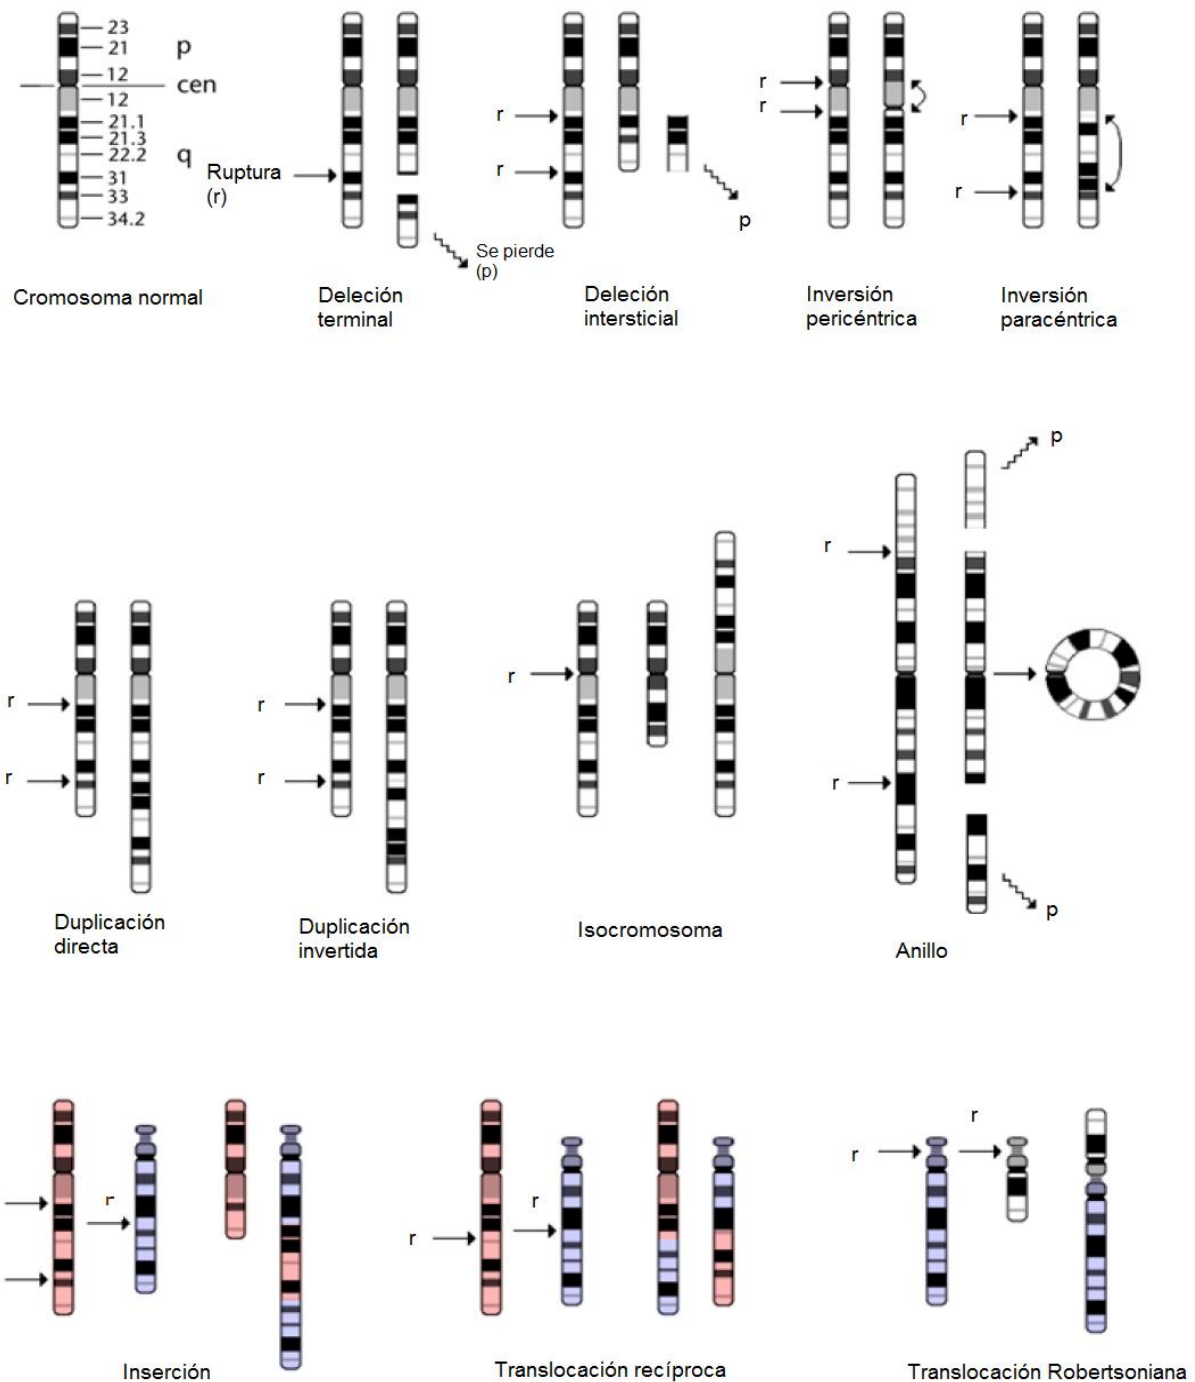 23
21
p
12
cen
12
21.1
21.3
22.2
q
31
33
34.2
Cromosoma normal
Ruptura
(r)
Se pierde
(p)
Deleción
terminal
r
r
p
Deleción
intersticial
r
r
Inversión
pericéntrica
r
r
Inversión
paracéntrica
r
r
Duplicación
directa
r
r
Duplicación
invertida
r
Isocromosoma
r
r
p
p
Anillo
r
Inserción
r
r
Translocación recíproca
r
r
Translocación Robertsoniana